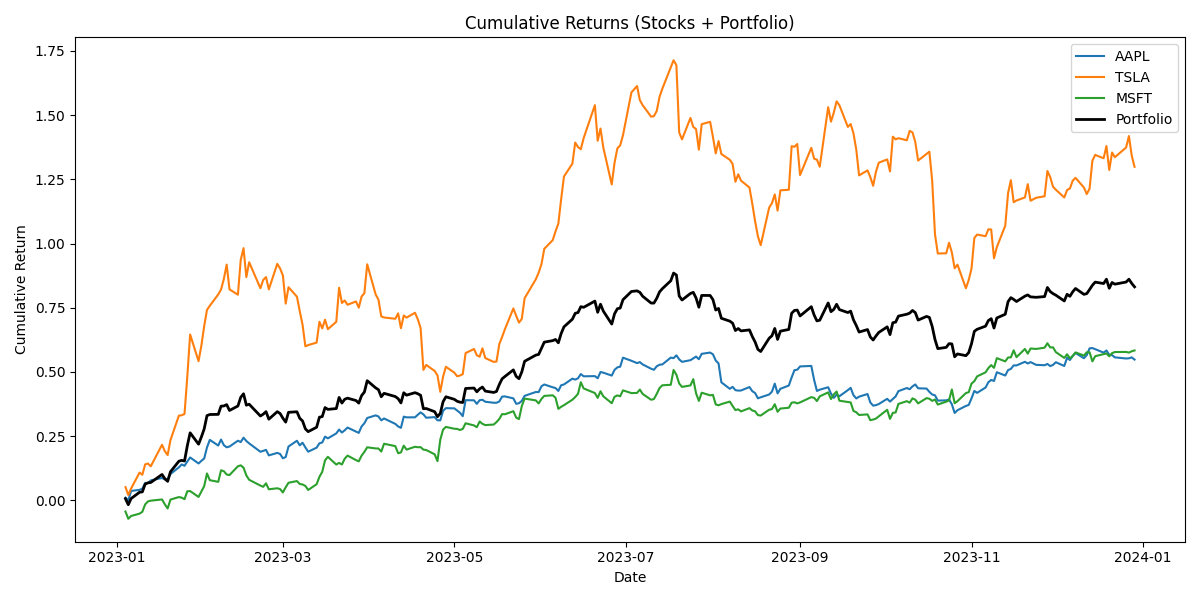 Cumulative Returns (Stocks + Portfolio)
AAPL
TSLA
MSFT
Portfolio
Cumulative Return
1.75
1.50
1.25
1.00
0.75
0.50
0.25
0.00
2023-01
2023-03
2023-05
2023-07
2023-09
2023-11
2024-01
Date